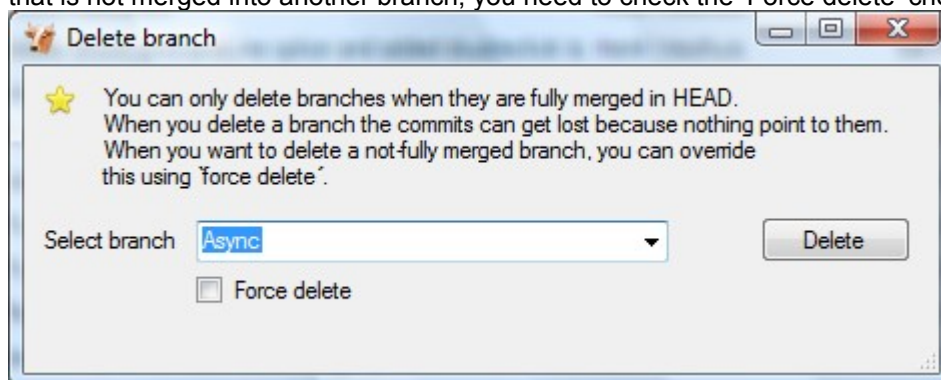 that is not merged into another branch, you need to check the 'Force delete' che
Delete branch
You can only delete branches when they are fully merged in HEAD.
When you delete a branch the commits can get lost because nothing point to them.
When you want to delete a not-fully merged branch, you can override
this using 'force delete´.
Select branch Async Delete
Force delete